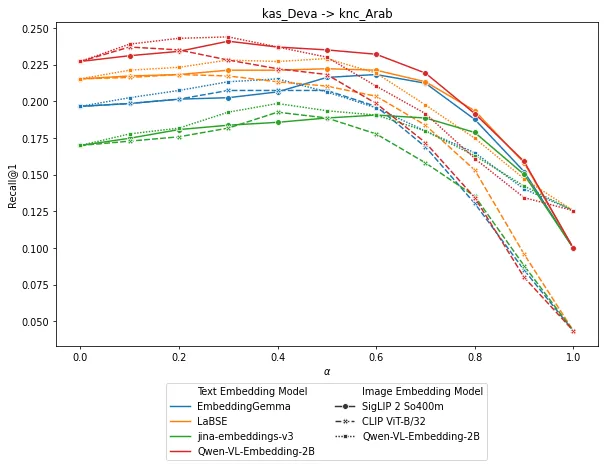 kas_Deva -> knc_Arab
0.250
0.225
0.200
0.175
0.150
0.125
0.100
0.075
0.050
Recall@1
0.0 0.2 0.4 0.6 0.8 1.0
α
Text Embedding Model
EmbeddingGemma
LaBSE
jina-embeddings-v3
Qwen-VL-Embedding-2B
Image Embedding Model
SigLIP 2 So400m
CLIP ViT-B/32
Qwen-VL-Embedding-2B